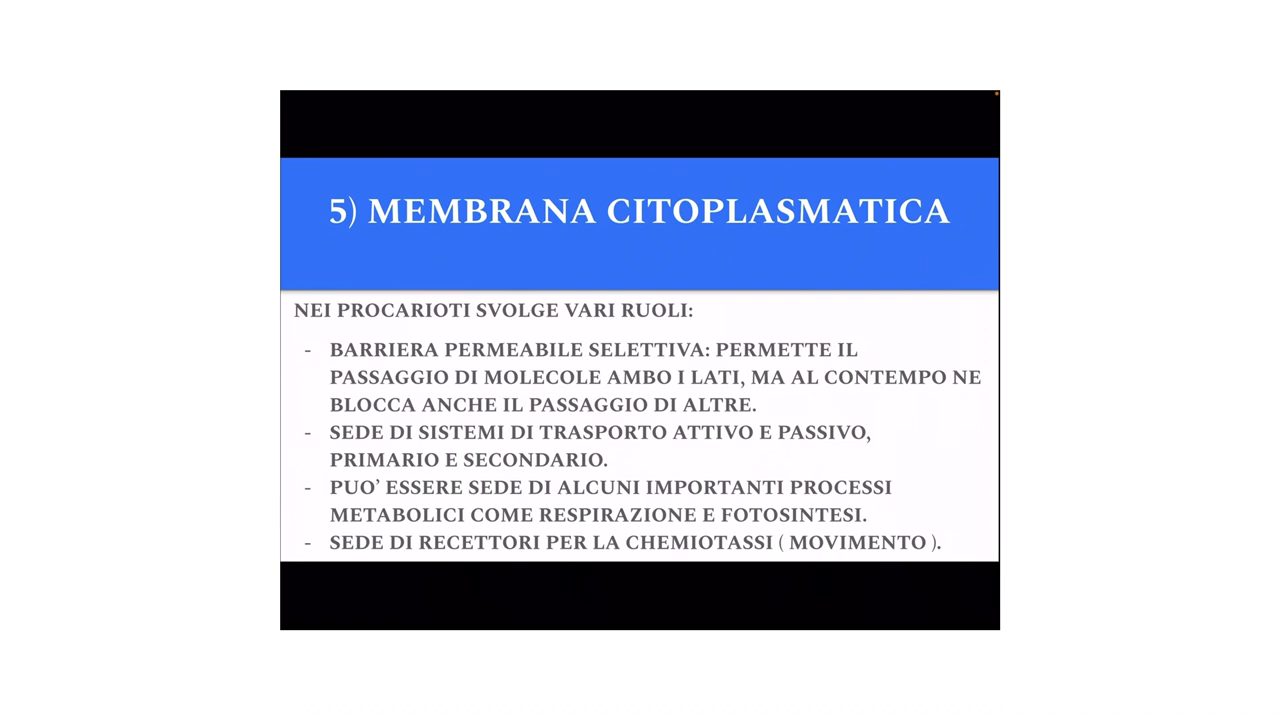 5) MEMBRANA CITOPLASMATICA
NEI PROCARIOTI SVOLGE VARI RUOLI:
- BARRIERA PERMEABILE SELETTIVA: PERMETTE IL
PASSAGGIO DI MOLECOLE AMBO I LATI, MA AL CONTEMPO NE
BLOCCA ANCHE IL PASSAGGIO DI ALTRE.
- SEDE DI SISTEMI DI TRASPORTO ATTIVO E PASSIVO,
PRIMARIO E SECONDARIO.
- PUO' ESSERE SEDE DI ALCUNI IMPORTANTI PROCESSI
METABOLICI COME RESPIRAZIONE E FOTOSINTESI.
- SEDE DI RECETTORI PER LA CHEMIOTASSI ( MOVIMENTO ).